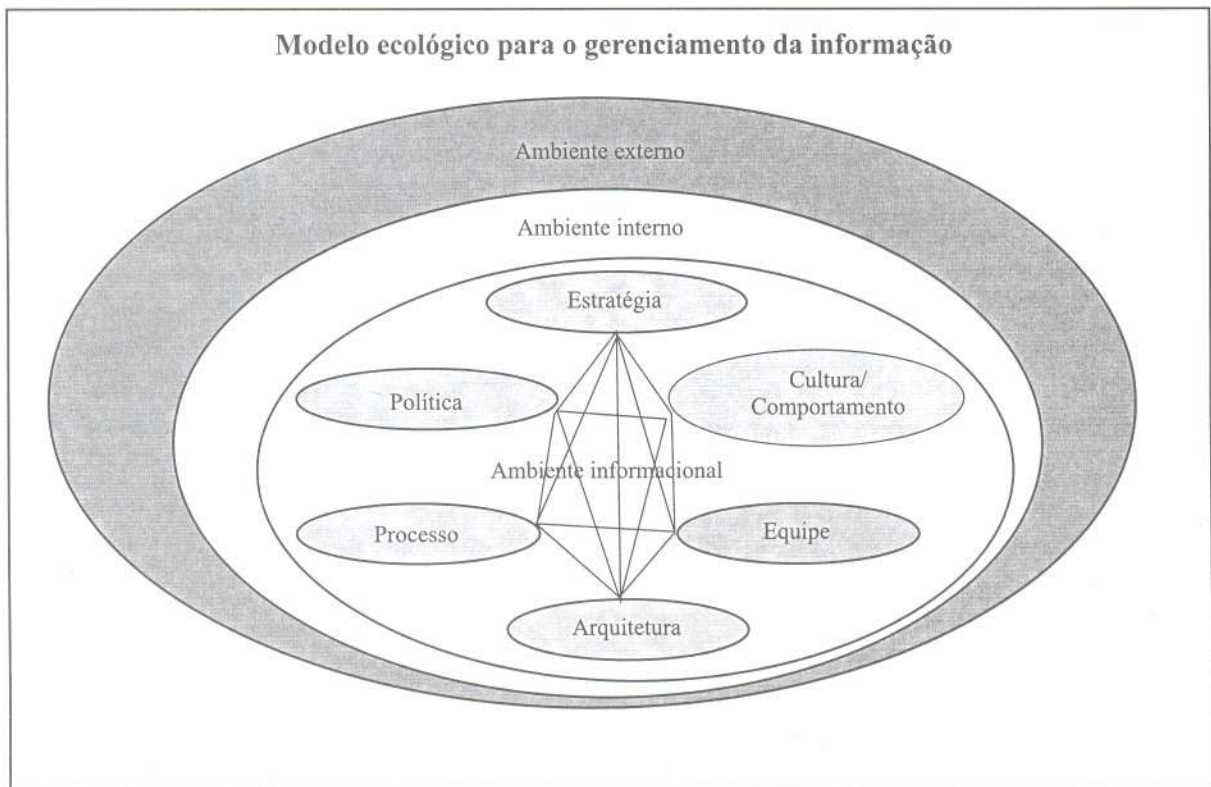 Modelo ecológico para o gerenciamento da informação
Ambiente externo
Ambiente interno
Estratégia
Política
Cultura/
Comportamento
Ambiente informacional
Processo
Equipe
Arquitetura